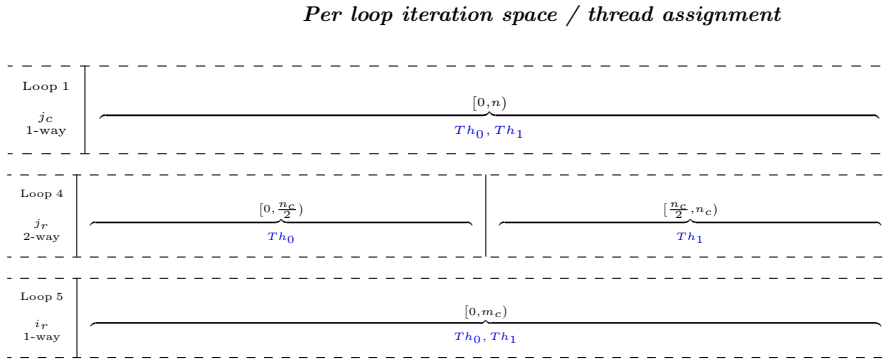 Per loop iteration space / thread assignment
Loop 1
j_c
1-way
[0,n)
Th_0, Th_1
Loop 4
j_r
2-way
[0, n_c/2)
Th_0
[n_c/2, n_c)
Th_1
Loop 5
i_r
1-way
[0,m_c)
Th_0, Th_1